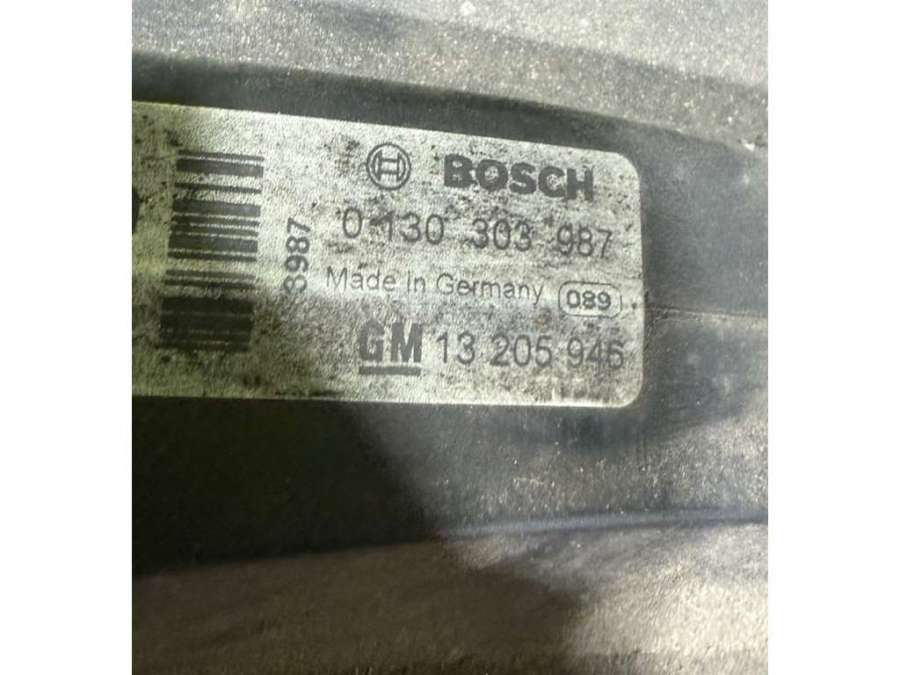 BOSCH
0 130 303 987
3987
Made in Germany 089
GM 13 205 946